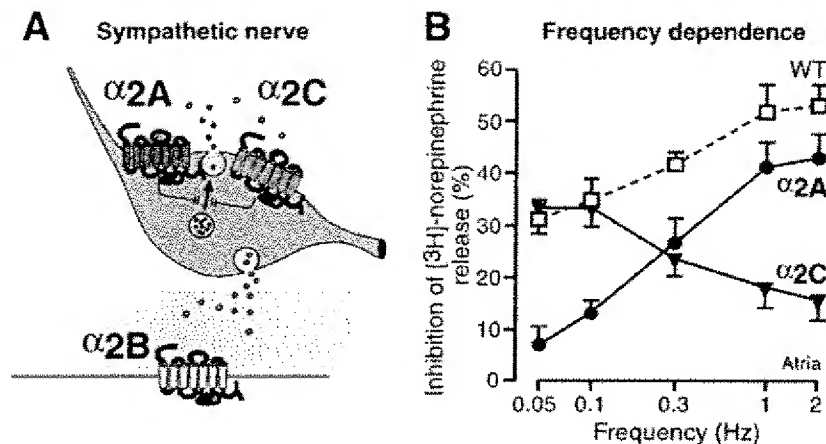 A
Sympathetic nerve
α2A
α2C
α2B
B
Frequency dependence
Inhibition of [3H]-norepinephrine
release (%)
60
50
40
30
20
10
0
WT
α2A
α2C
Atria
0.05
0.1
0.3
1
2
Frequency (Hz)